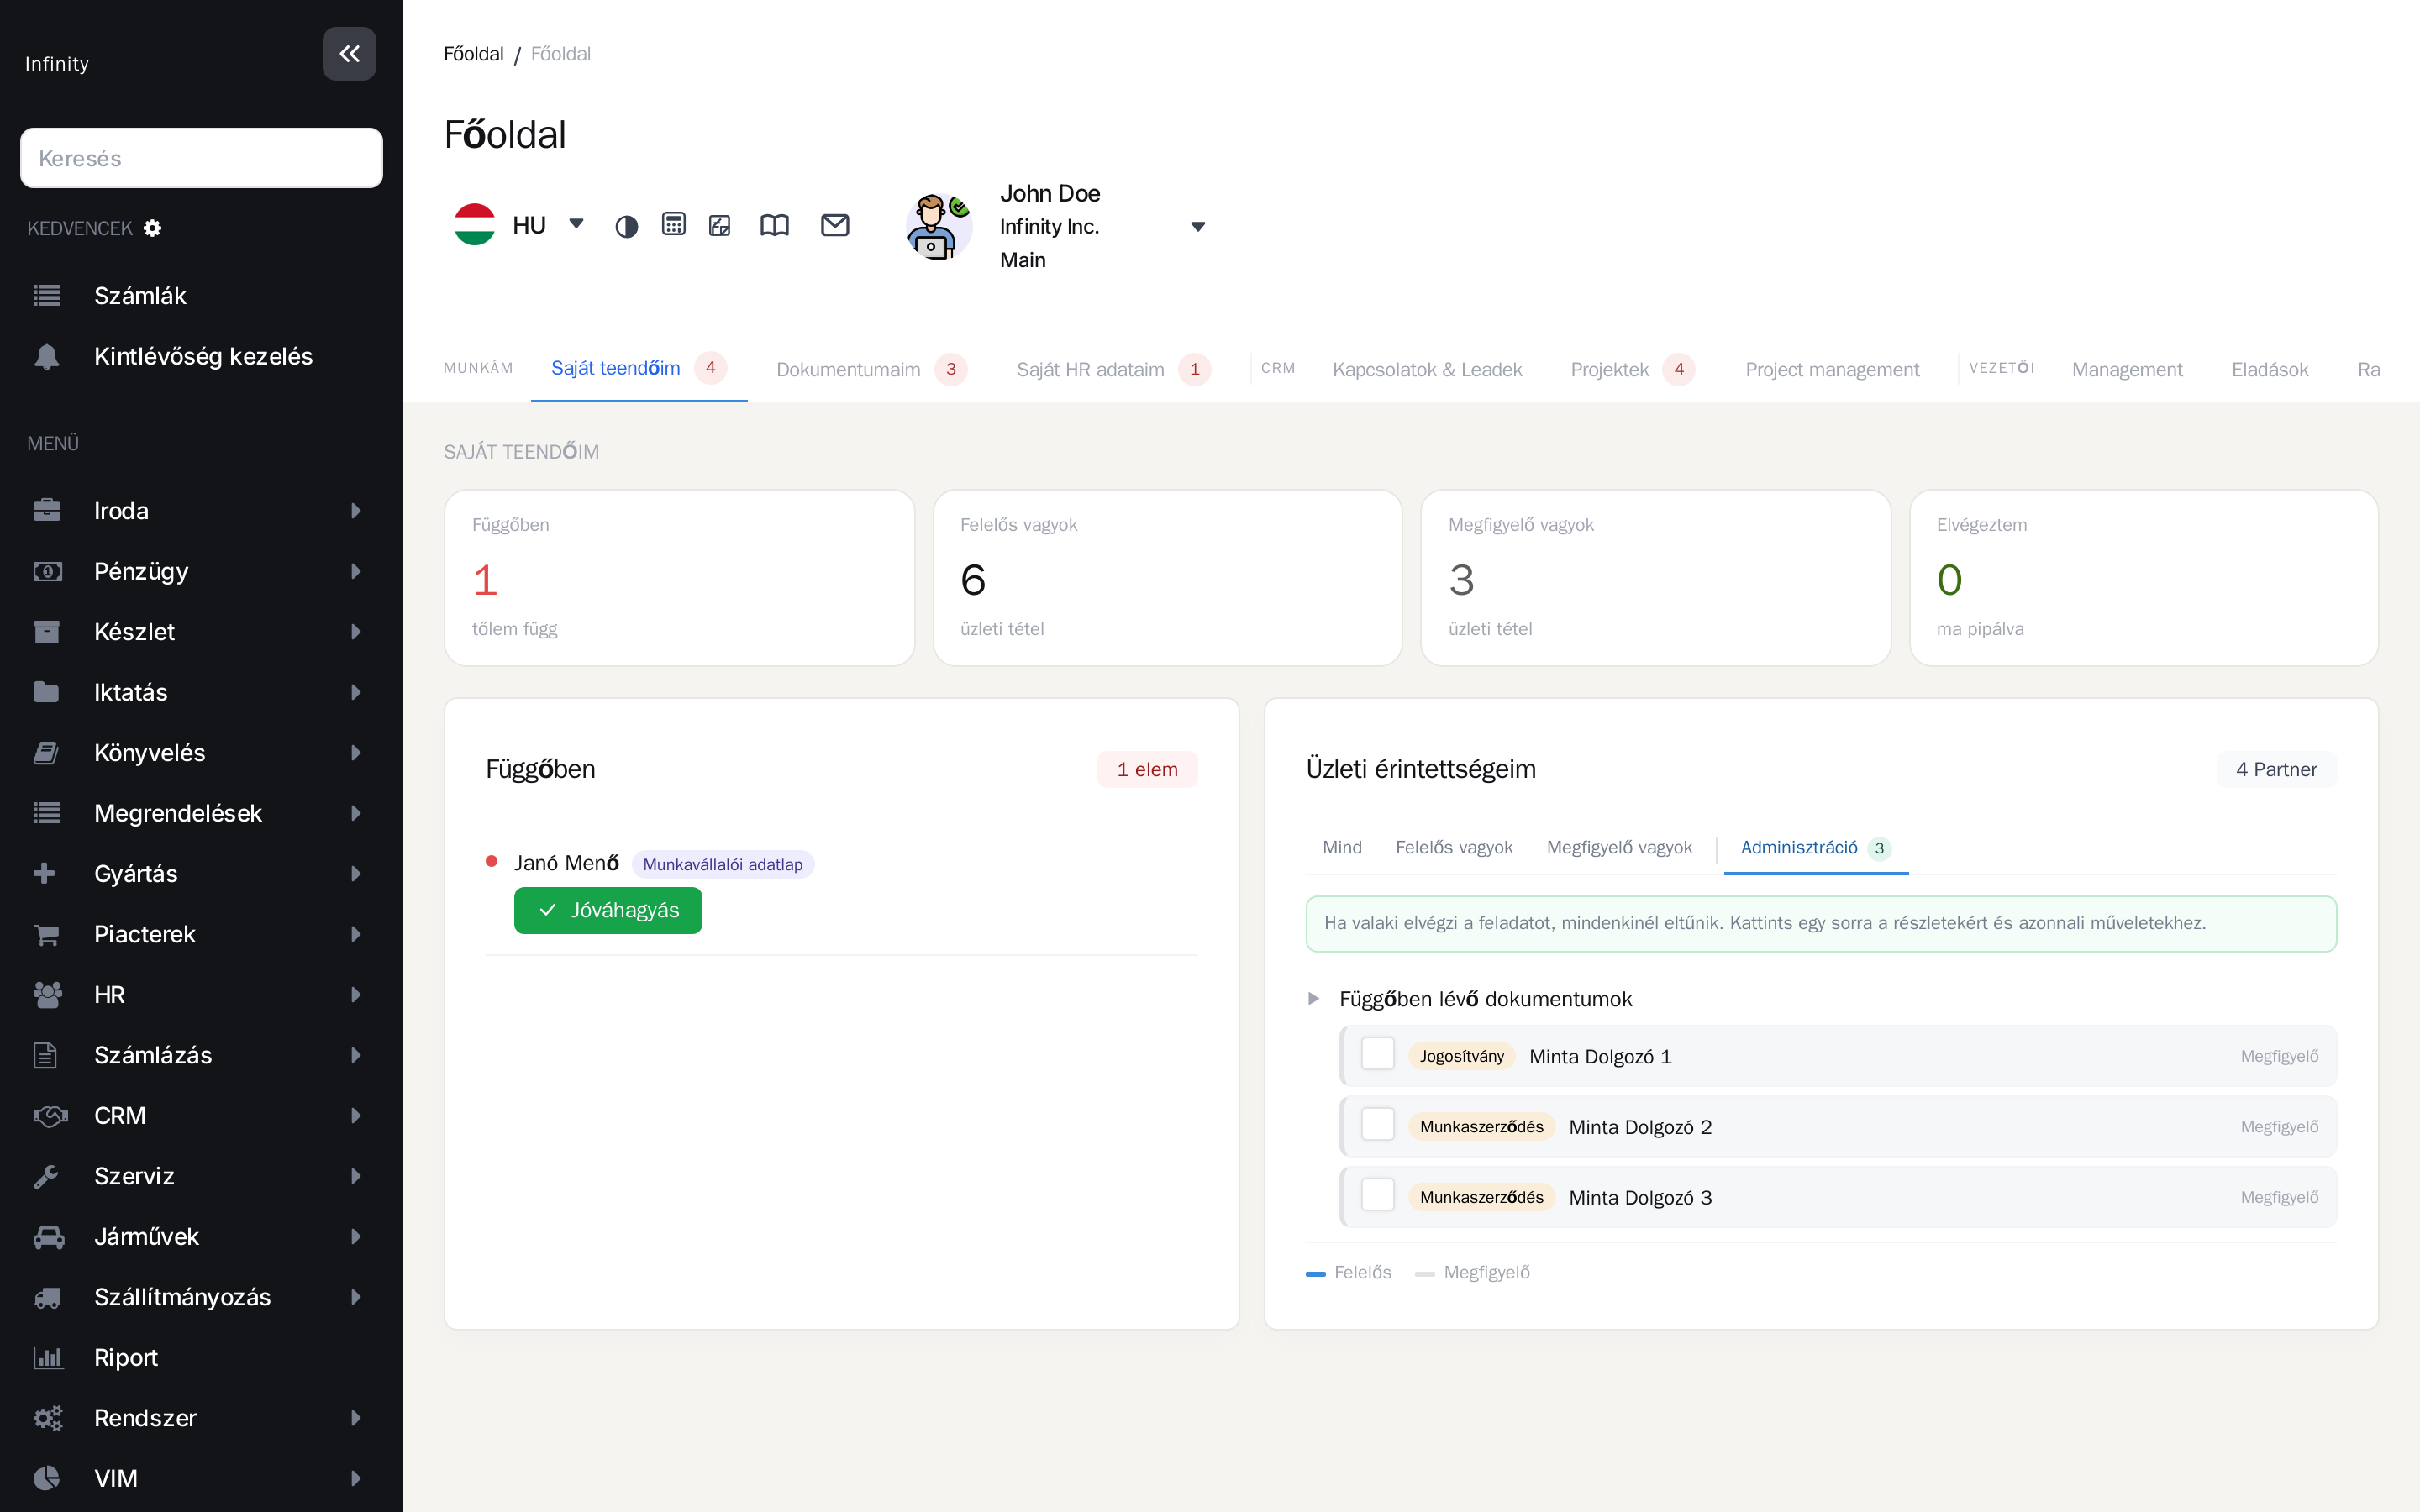 Infinity
Keresés
KEDVENCEK
Számlák
Kintlévőség kezelés
MENÜ
Iroda
Pénzügy
Készlet
Iktatás
Könyvelés
Megrendelések
Gyártás
Piacterek
HR
Számlázás
CRM
Szerviz
Járművek
Szállítmányozás
Riport
Rendszer
VIM
Főoldal / Főoldal
Főoldal
HU
John Doe
Infinity Inc.
Main
MUNKÁM Saját teendőim 4 Dokumentumaim 3 Saját HR adataim 1 CRM Kapcsolatok & Leadek Projektek 4 Project management VEZETŐI Management Eladások Ra
SAJÁT TEENDŐIM
Függőben
1
tőlem függ
Felelős vagyok
6
üzleti tétel
Megfigyelő vagyok
3
üzleti tétel
Elvégeztem
0
ma pipálva
Függőben 1 elem
Janó Menő Munkavállalói adatlap
Jóváhagyás
Üzleti érintettségeim 4 Partner
Mind Felelős vagyok Megfigyelő vagyok Adminisztráció 3
Ha valaki elvégzi a feladatot, mindenkinél eltűnik. Kattints egy sorra a részletekért és azonnali műveletekhez.
Függőben lévő dokumentumok
Jogosítvány Minta Dolgozó 1 Megfigyelő
Munkaszerződés Minta Dolgozó 2 Megfigyelő
Munkaszerződés Minta Dolgozó 3 Megfigyelő
Felelős Megfigyelő